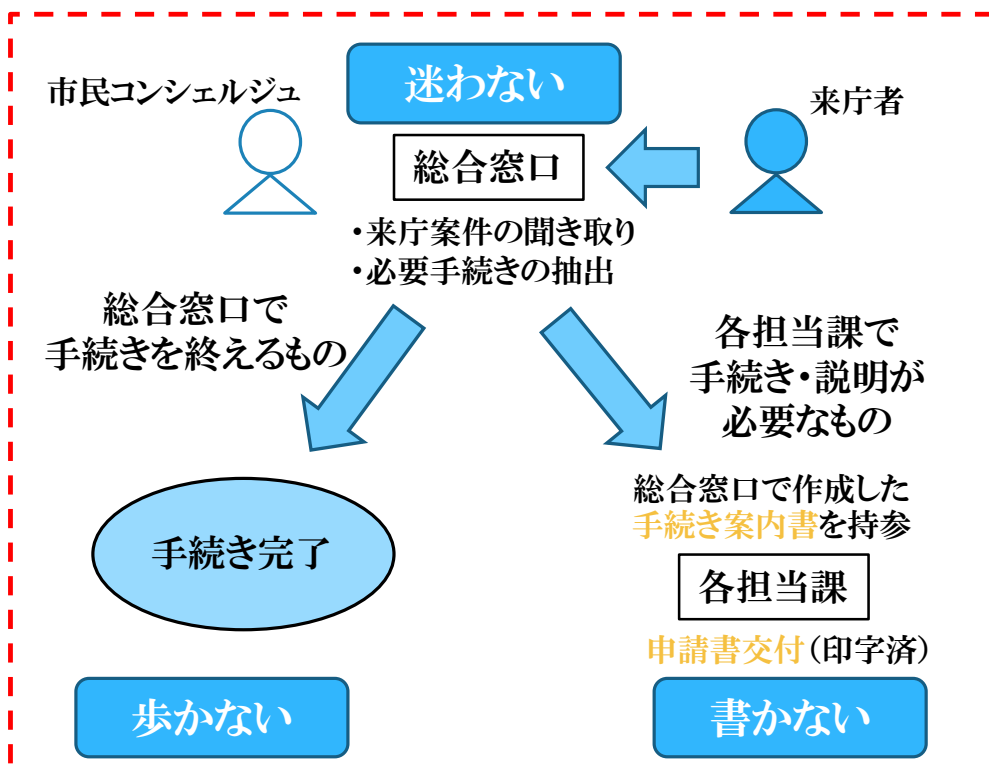 迷わない
市民コンシェルジュ
来庁者
総合窓口
・来庁案件の聞き取り
・必要手続きの抽出
総合窓口で
手続きを終えるもの
各担当課で
手続き・説明が
必要なもの
手続き完了
総合窓口で作成した
手続き案内書を持参
各担当課
申請書交付(印字済)
歩かない
書かない